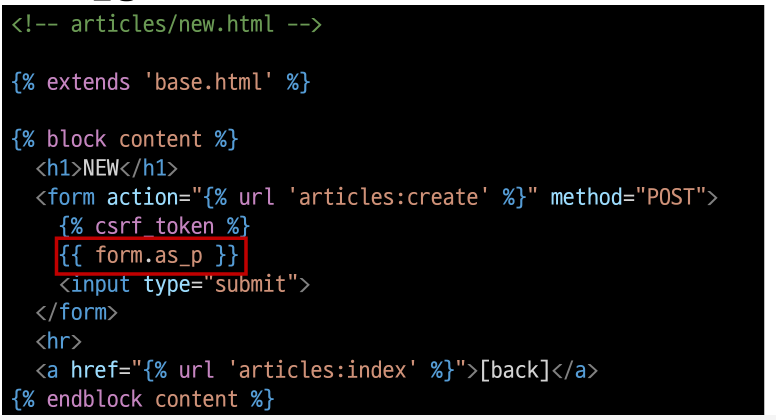 <!-- articles/new.html -->
{% extends 'base.html' %}
{% block content %}
<h1>NEW</h1>
<form action="{% url 'articles:create' %}" method="POST">
{% csrf_token %}
{{ form.as_p }}
<input type="submit">
</form>
<hr>
<a href="{% url 'articles:index' %}">[back]</a>
{% endblock content %}